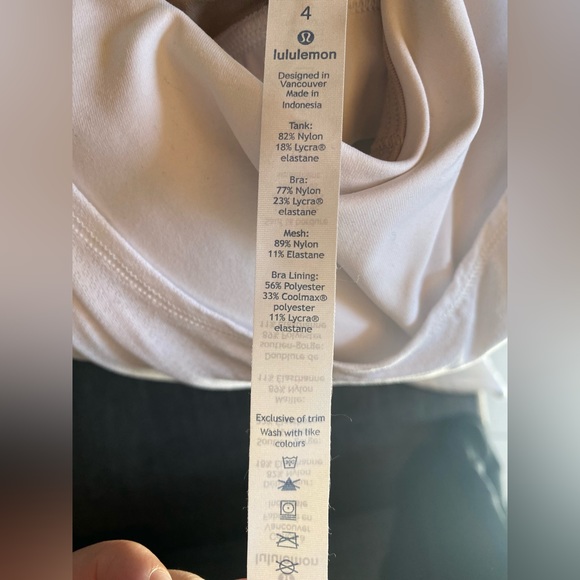 4
lululemon
Designed in
Vancouver
Made in
Indonesia
Tank:
82% Nylon
18% Lycra®
elastane
Bra:
77% Nylon
23% Lycra®
elastane
Mesh:
89% Nylon
11% Elastane
Bra Lining:
56% Polyester
33% Coolmax®
polyester
11% Lycra®
elastane
Exclusive of trim
Wash with like
colours